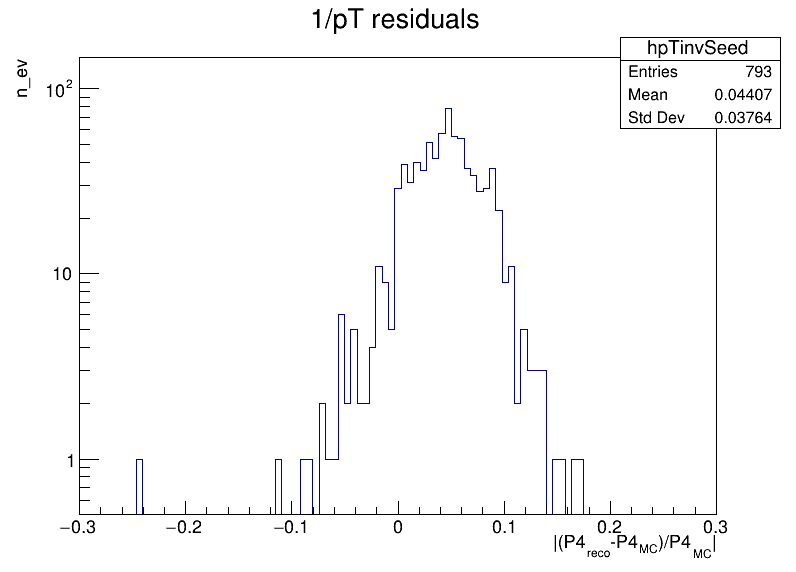 1/pT residuals
hpTinvSeed
Entries 793
Mean 0.04407
Std Dev 0.03764
n_ev
10²
10
1
−0.3 −0.2 −0.1 0 0.1 0.2 0.3
|(P4reco-P4MC)/P4MC|